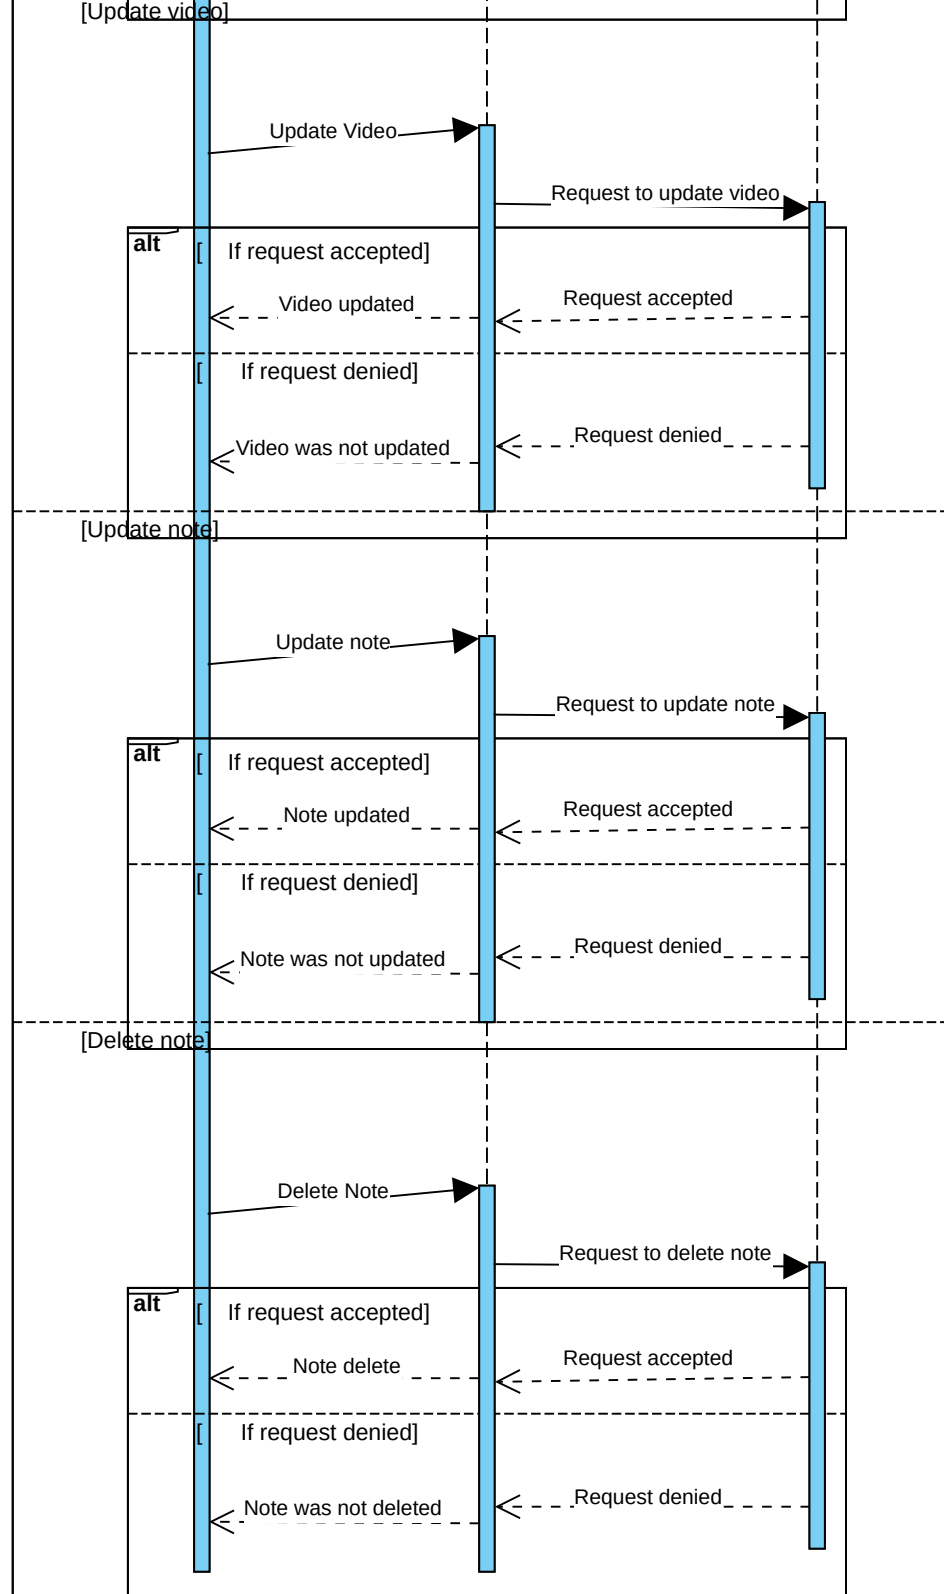 [Update video]
Update Video
Request to update video
alt
[ If request accepted]
Video updated
Request accepted
[ If request denied]
Request denied
Video was not updated
[Update note]
Update note
Request to update note
alt
[ If request accepted]
Note updated
Request accepted
[ If request denied]
Request denied
Note was not updated
[Delete note]
Delete Note
Request to delete note
alt
[ If request accepted]
Note delete
Request accepted
[ If request denied]
Request denied
Note was not deleted